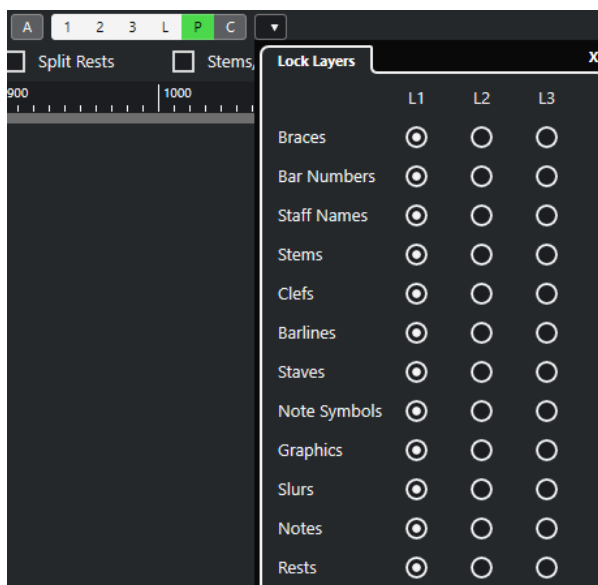 A 1 2 3 L P C
Split Rests Stems/
900 1000
Lock Layers X
L1 L2 L3
Braces
Bar Numbers
Staff Names
Stems
Clefs
Barlines
Staves
Note Symbols
Graphics
Slurs
Notes
Rests